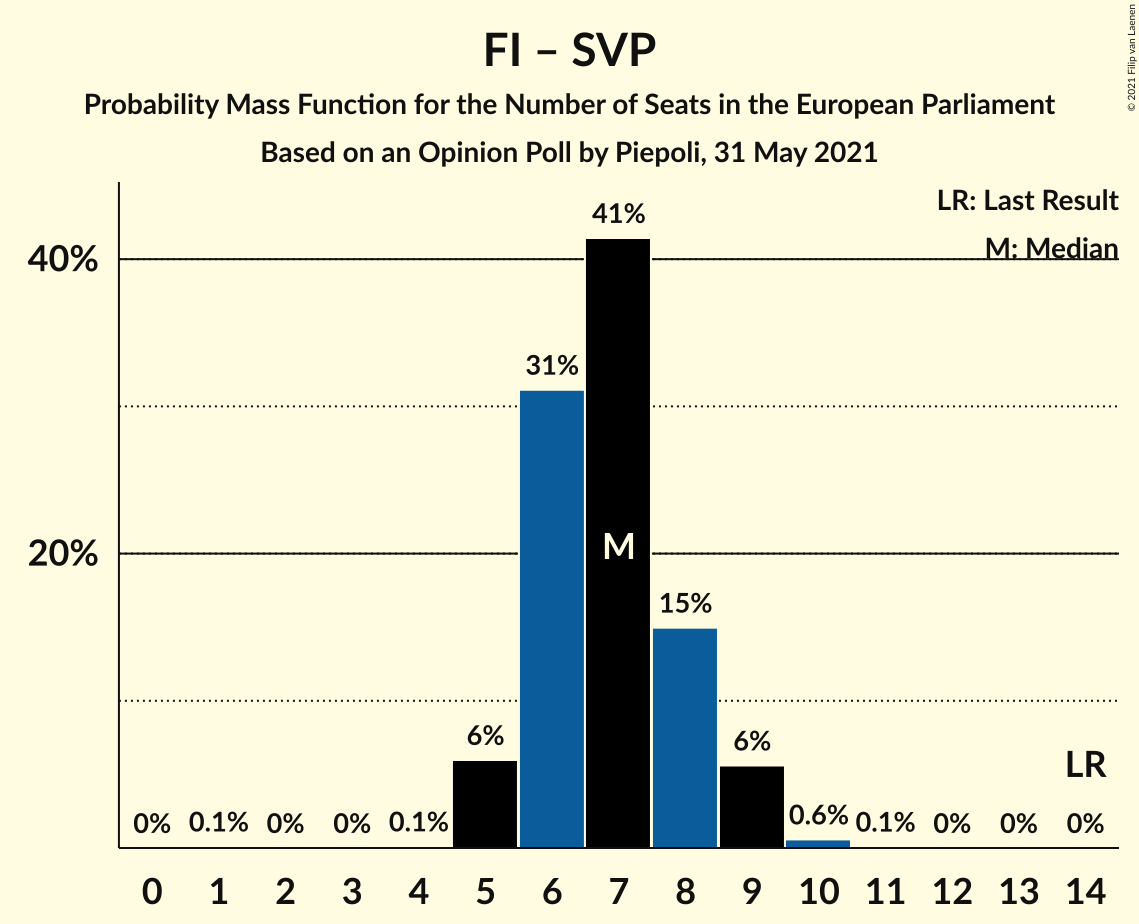 FI – SVP
Probability Mass Function for the Number of Seats in the European Parliament
Based on an Opinion Poll by Piepoli, 31 May 2021
© 2021 Filip van Laenen
LR: Last Result
M: Median
40%
20%
0%
0.1%
0%
0%
0.1%
6%
31%
41%
M
15%
6%
0.6%
0.1%
0%
0%
LR
0%
0 1 2 3 4 5 6 7 8 9 10 11 12 13 14